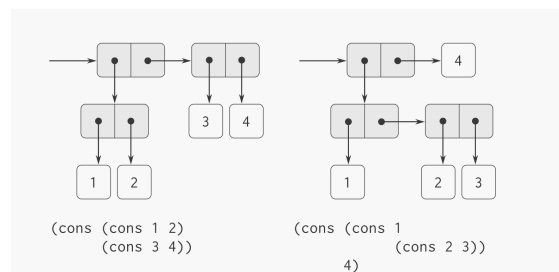 4
3 4
1 2
1 2 3
(cons (cons 1 2)
(cons 3 4))
(cons (cons 1
(cons 2 3))
4)